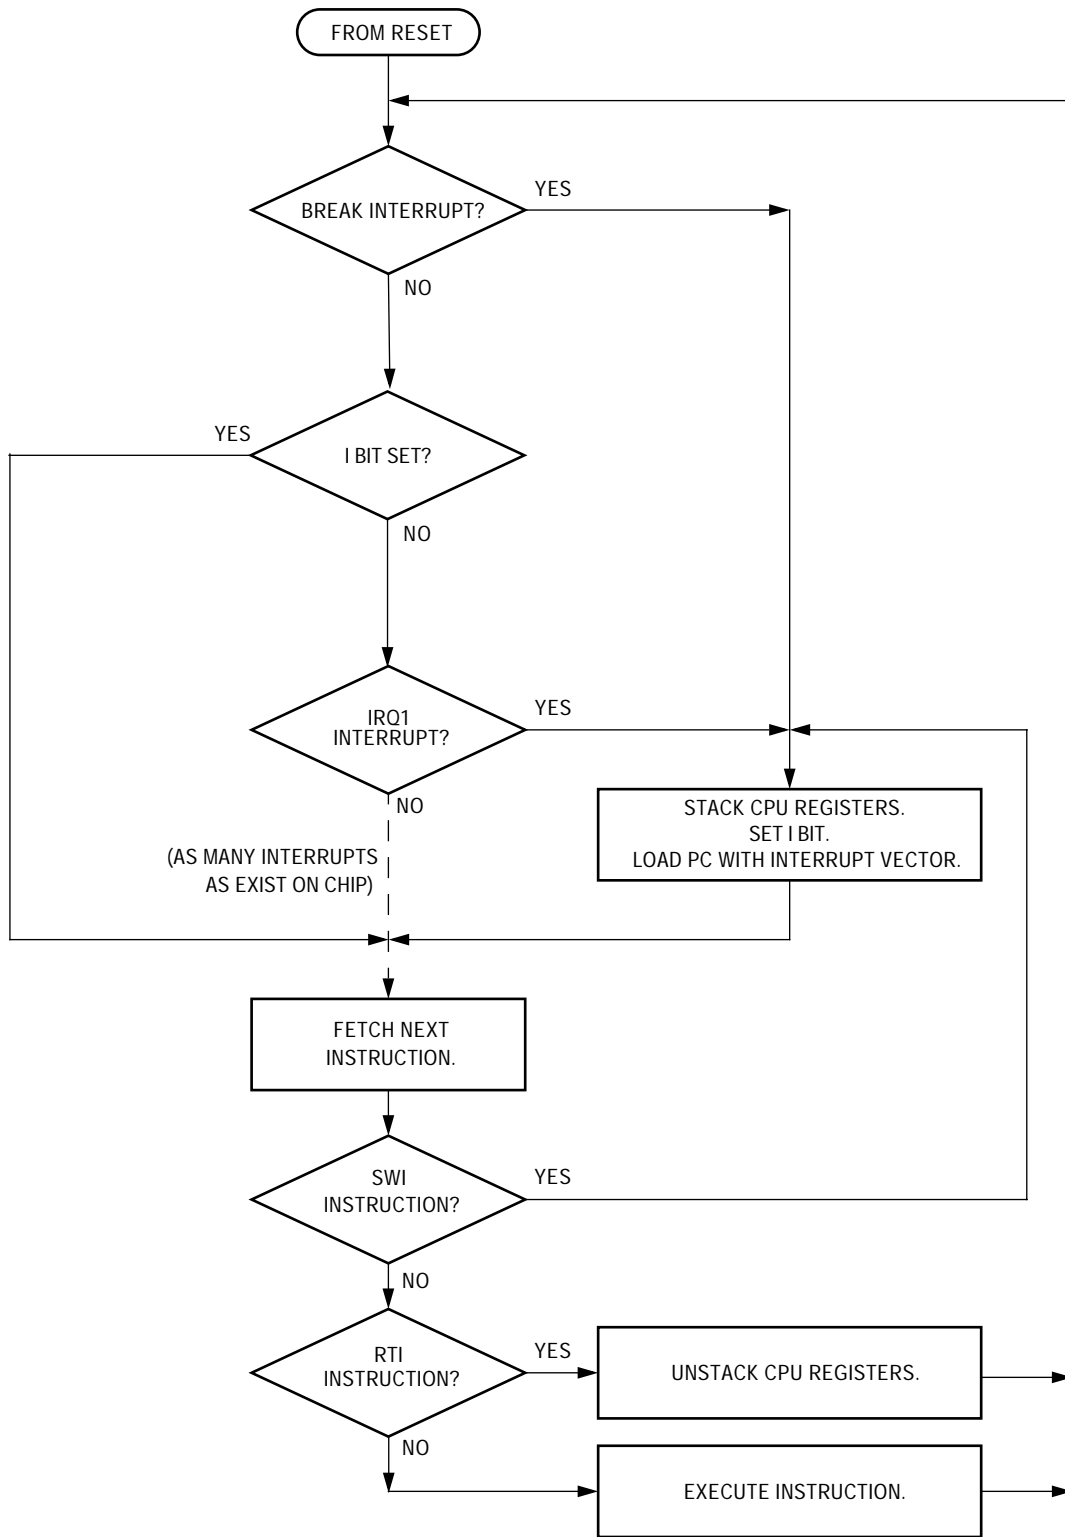 FROM RESET
YES
BREAK INTERRUPT?
NO
YES
I BIT SET?
NO
YES
IRQ1
INTERRUPT?
NO
STACK CPU REGISTERS.
SET I BIT.
LOAD PC WITH INTERRUPT VECTOR.
(AS MANY INTERRUPTS
AS EXIST ON CHIP)
FETCH NEXT
INSTRUCTION.
YES
SWI
INSTRUCTION?
NO
YES
RTI
INSTRUCTION?
UNSTACK CPU REGISTERS.
NO
EXECUTE INSTRUCTION.